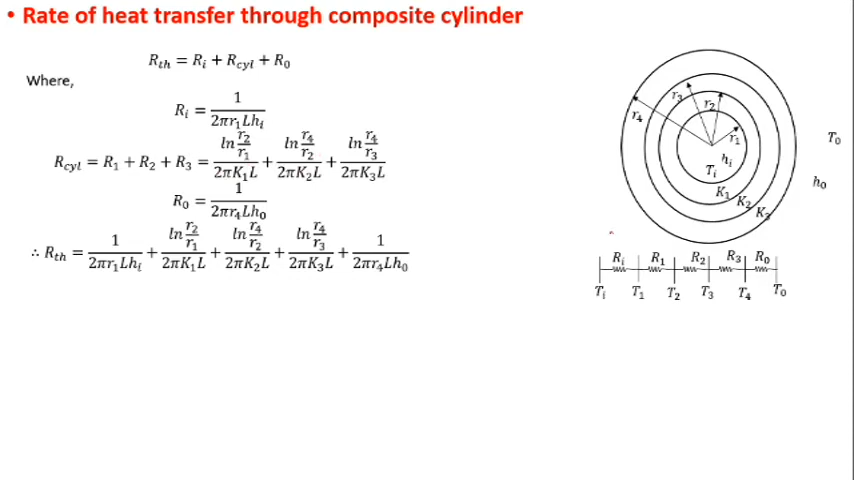 • Rate of heat transfer through composite cylinder
R_th = R_i + R_cyl + R_0
Where,
R_i = 1 / (2πr_1Lh_i)
R_cyl = R_1 + R_2 + R_3 = ln(r_2/r_1) / (2πK_1L) + ln(r_4/r_2) / (2πK_2L) + ln(r_4/r_3) / (2πK_3L)
R_0 = 1 / (2πr_4Lh_0)
∴ R_th = 1 / (2πr_1Lh_i) + ln(r_2/r_1) / (2πK_1L) + ln(r_4/r_2) / (2πK_2L) + ln(r_4/r_3) / (2πK_3L) + 1 / (2πr_4Lh_0)
r_3
r_2
r_4
r_1
T_0
h_i
T_i
h_0
K_1
K_2
K_3
R_i R_1 R_2 R_3 R_0
T_i T_1 T_2 T_3 T_4 T_0